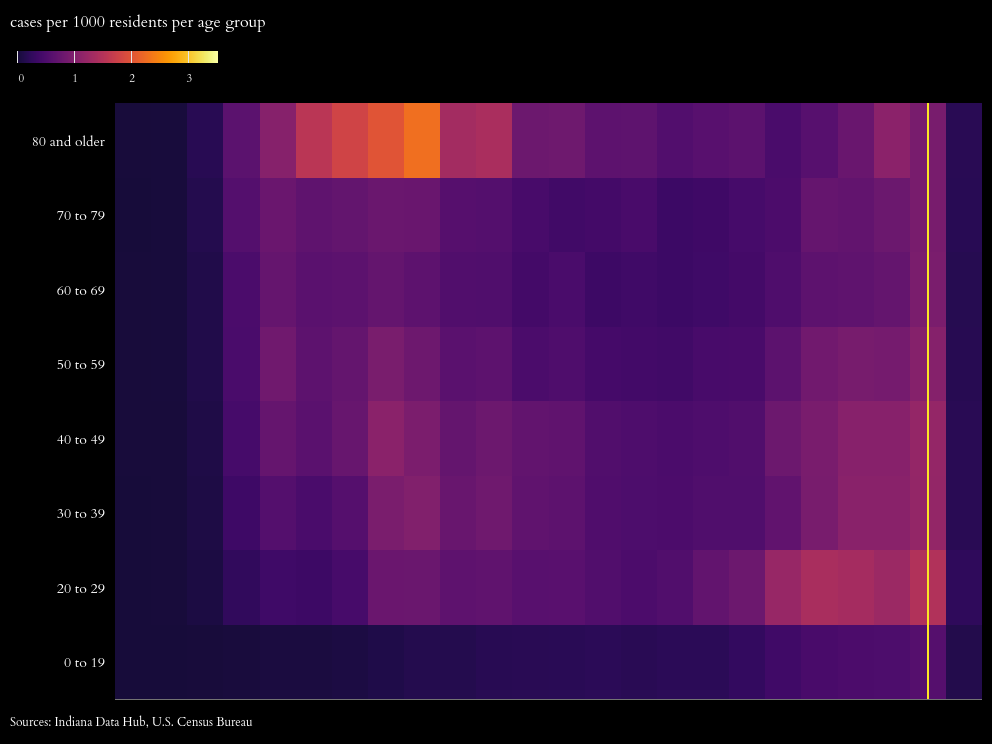 cases per 1000 residents per age group
0 1 2 3
80 and older
70 to 79
60 to 69
50 to 59
40 to 49
30 to 39
20 to 29
0 to 19
Sources: Indiana Data Hub, U.S. Census Bureau